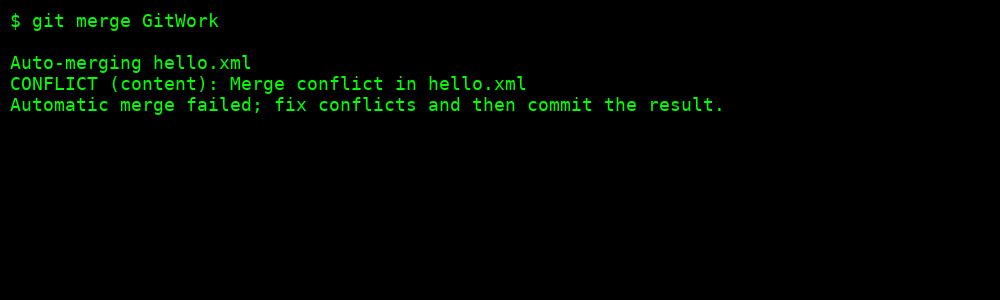 $ git merge GitWork
Auto-merging hello.xml
CONFLICT (content): Merge conflict in hello.xml
Automatic merge failed; fix conflicts and then commit the result.